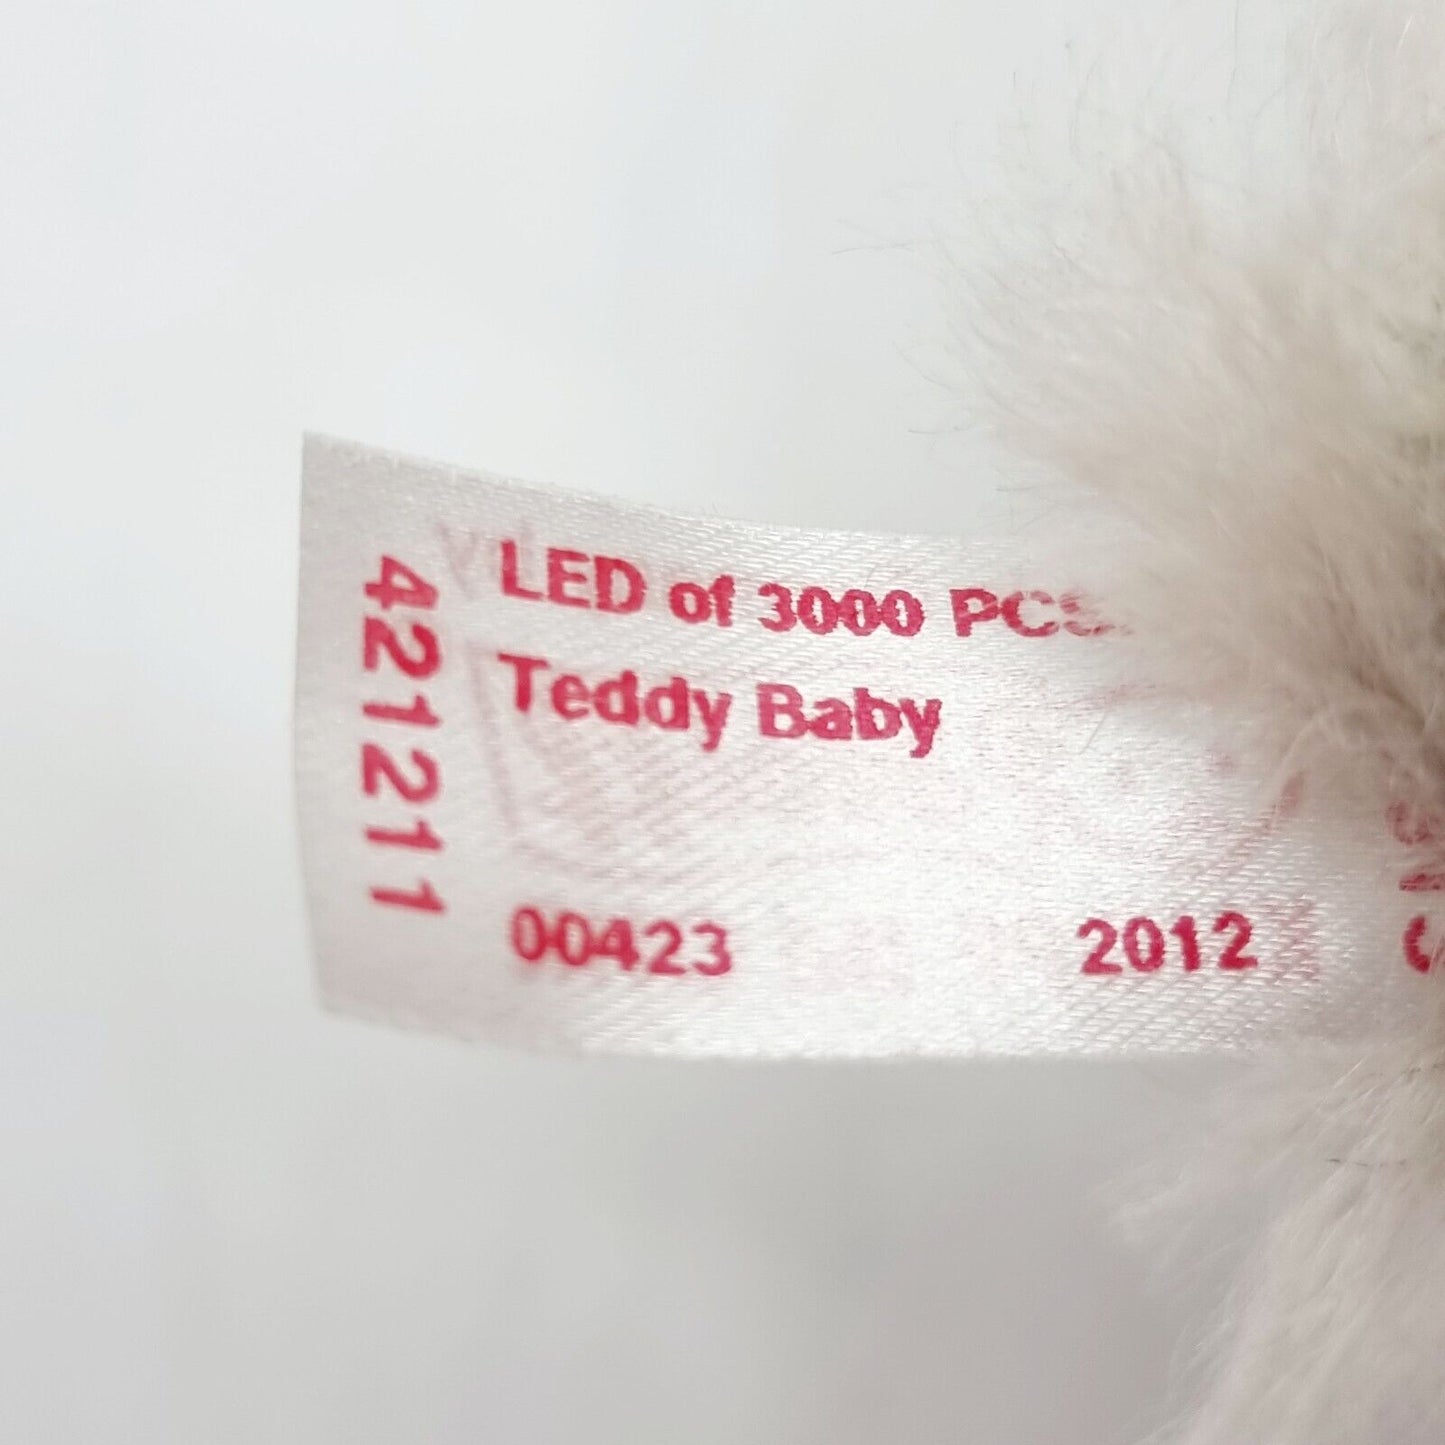 LED of 3000 PCS.
Teddy Baby
421211
00423
2012